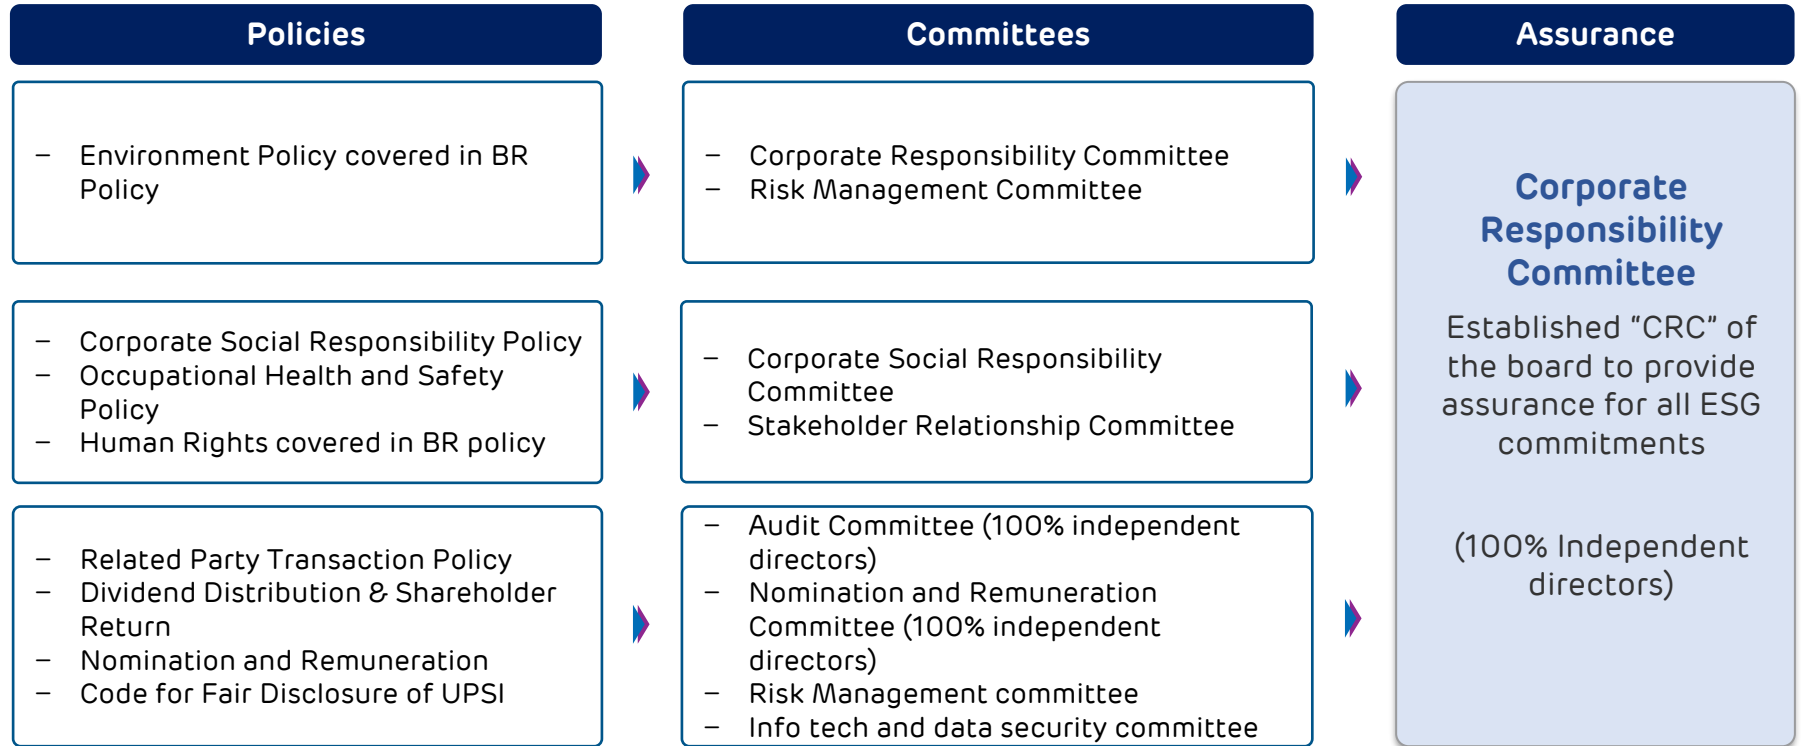 Policies
Committees
Assurance
– Environment Policy covered in BR
Policy
– Corporate Responsibility Committee
– Risk Management Committee
– Corporate Social Responsibility Policy
– Occupational Health and Safety
Policy
– Human Rights covered in BR policy
– Corporate Social Responsibility
Committee
– Stakeholder Relationship Committee
– Related Party Transaction Policy
– Dividend Distribution & Shareholder
Return
– Nomination and Remuneration
– Code for Fair Disclosure of UPSI
– Audit Committee (100% independent
directors)
– Nomination and Remuneration
Committee (100% independent
directors)
– Risk Management committee
– Info tech and data security committee
Corporate
Responsibility
Committee
Established “CRC” of
the board to provide
assurance for all ESG
commitments
(100% Independent
directors)